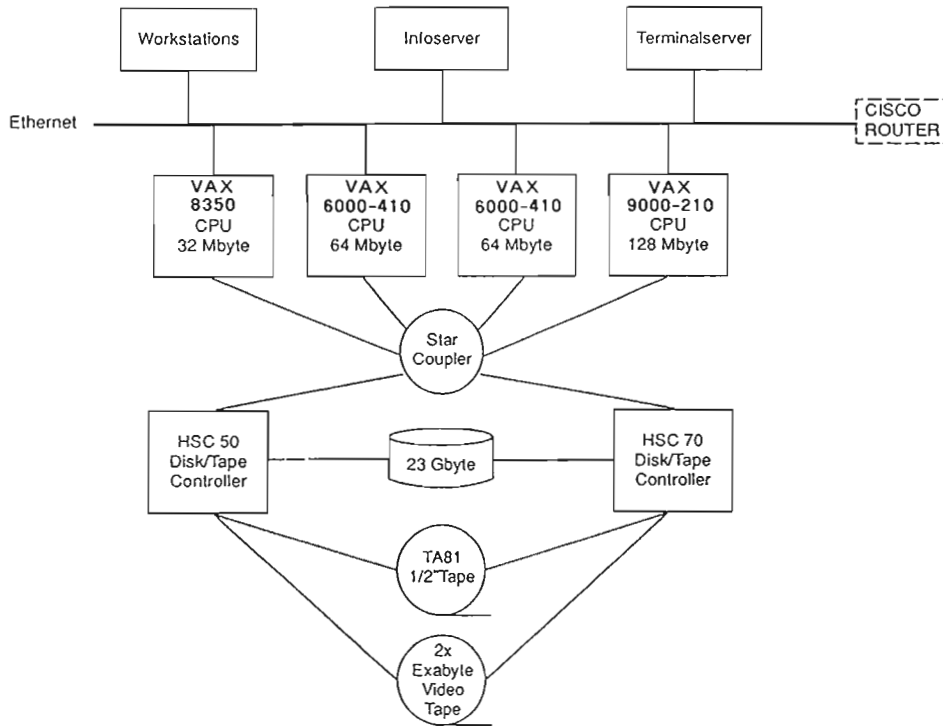 Workstations
Infoserver
Terminalserver
Ethernet
CISCO
ROUTER
VAX
8350
CPU
32 Mbyte
VAX
6000-410
CPU
64 Mbyte
VAX
6000-410
CPU
64 Mbyte
VAX
9000-210
CPU
128 Mbyte
Star
Coupler
HSC 50
Disk/Tape
Controller
23 Gbyte
HSC 70
Disk/Tape
Controller
TA81
1/2"Tape
2x
Exabyte
Video
Tape